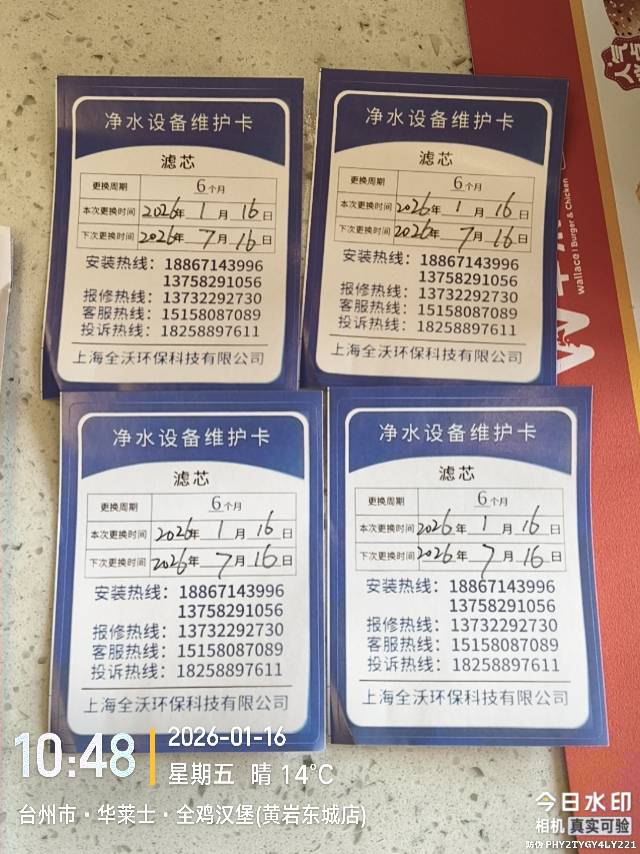 净水设备维护卡
滤芯
更换周期 6个月
本次更换时间 2026年 1月 16日
下次更换时间 2026年 7月 16日
安装热线：18867143996
13758291056
报修热线：13732292730
客服热线：15158087089
投诉热线：18258897611
上海全沃环保科技有限公司
净水设备维护卡
滤芯
更换周期 6个月
本次更换时间 2026年 1月 16日
下次更换时间 2026年 7月 16日
安装热线：18867143996
13758291056
报修热线：13732292730
客服热线：15158087089
投诉热线：18258897611
上海全沃环保科技有限公司
人气
wallace | Burger & Chicken
净水设备维护卡
滤芯
更换周期 6个月
本次更换时间 2026年 1月 16日
下次更换时间 2026年 7月 16日
安装热线：18867143996
13758291056
报修热线：13732292730
客服热线：15158087089
投诉热线：18258897611
上海全沃环保科技有限公司
净水设备维护卡
滤芯
更换周期 6个月
本次更换时间 2026年 1月 16日
下次更换时间 2026年 7月 16日
安装热线：18867143996
13758291056
报修热线：13732292730
客服热线：15158087089
投诉热线：18258897611
上海全沃环保科技有限公司
10:48
2026-01-16
星期五 晴 14°C
台州市·华莱士·全鸡汉堡(黄岩东城店)
今日水印
相机 真实可验
防伪 PHY2TYGY4LY221